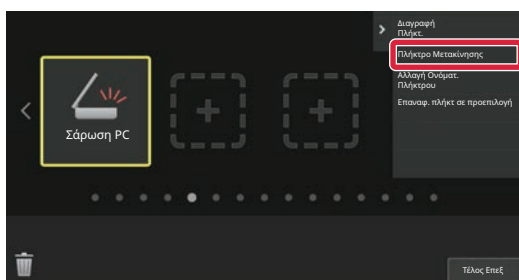 Διαγραφή
Πλήκτ.
Πλήκτρο Μετακίνησης
Αλλαγή Ονόματ.
Πλήκτρου
Επαναφ. πλήκτ σε προεπιλογή
Σάρωση PC
Τέλος Επεξ